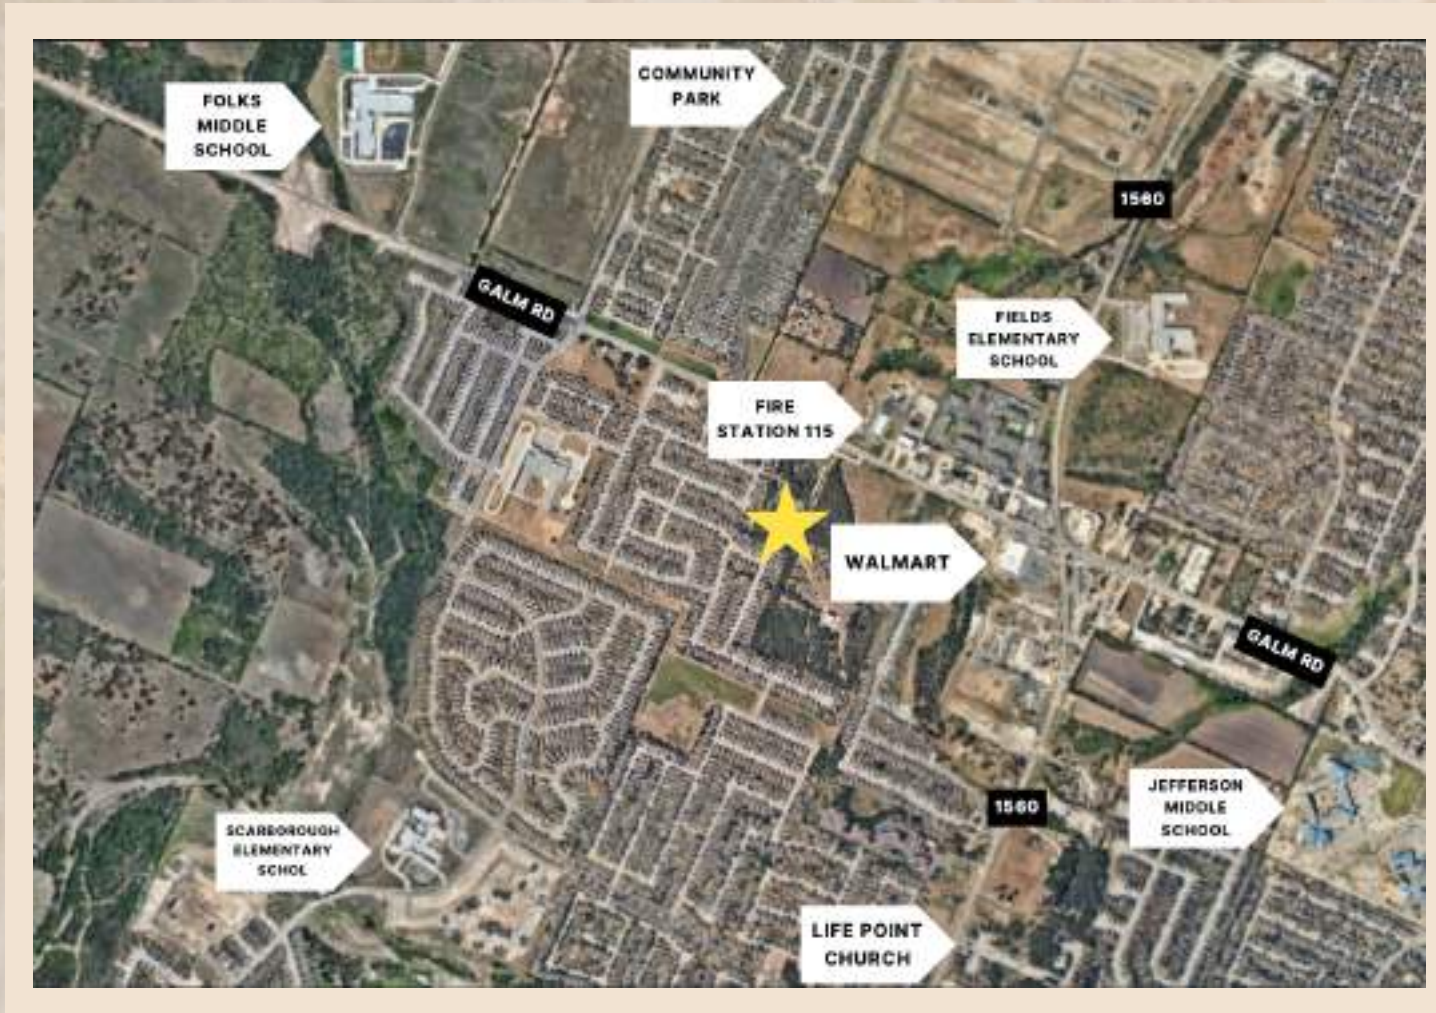 COMMUNITY
PARK
FOLKS
MIDDLE
SCHOOL
1560
GALM RD
FIELDS
ELEMENTARY
SCHOOL
FIRE
STATION 115
WALMART
GALM RD
JEFFERSON
MIDDLE
SCHOOL
1560
SCARBOROUGH
ELEMENTARY
SCHOL
LIFE POINT
CHURCH